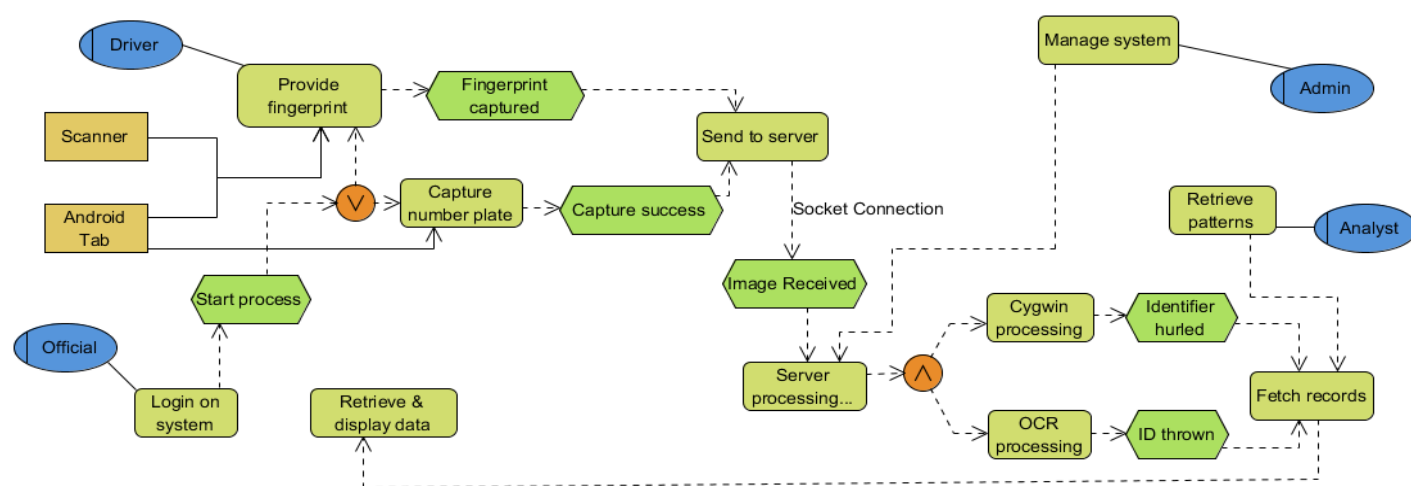 Driver
Provide
fingerprint
Fingerprint
captured
Manage system
Admin
Scanner
Send to server
Android
Tab
V
Capture
number plate
Capture success
Socket Connection
Retrieve
patterns
Analyst
Start process
Image Received
Cygwin
processing
Identifier
hurled
Official
Login on
system
Retrieve &
display data
Server
processing...
Λ
Fetch records
OCR
processing
ID thrown